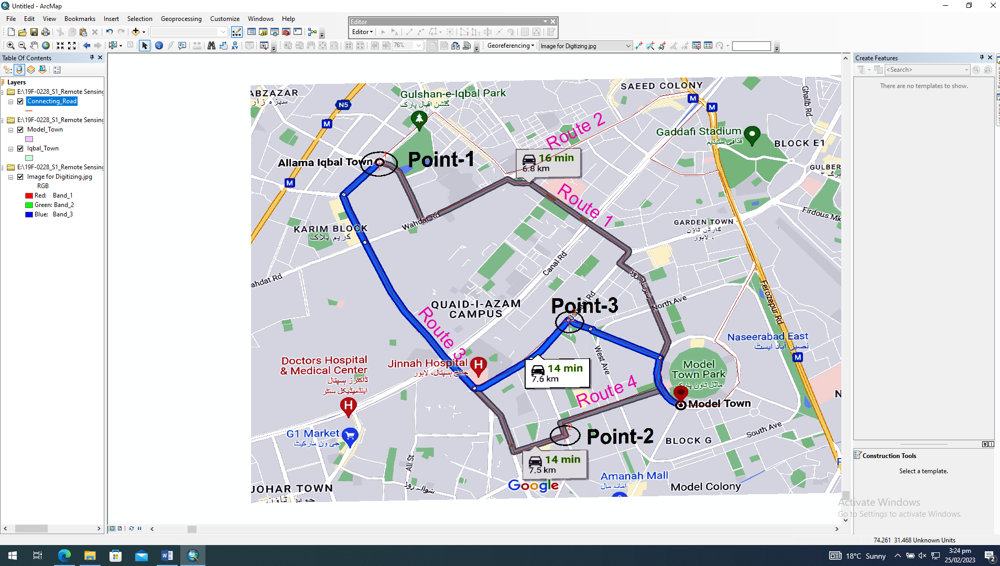 Untitled - ArcMap
File Edit View Bookmarks Insert Selection Geoprocessing Customize Windows Help
Editor
Editor
76%
Georeferencing
Image for Digitizing.jpg
Table Of Contents
Layers
E:\19F-0228_S1_Remote Sensing
Connecting_Road
E:\19F-0228_S1_Remote Sensing
Model_Town
Iqbal_Town
E:\19F-0228_S1_Remote Sensing
Image for Digitizing.jpg
RGB
Red: Band_1
Green: Band_2
Blue: Band_3
ABZAZAR
سبزہ زار
N5
M
Gulshan-e-Iqbal Park
گلشن اقبال پارک
SAEED COLONY
M
M
Ghalib Rd
Route 2
Gaddafi Stadium
قذافی سٹیڈیم
BLOCK E1
Allama Iqbal Town
1
Point-1
16 min
6.8 km
GULBER
M
Route 1
Firdous Mk
Wahdat Rd
KARIM BLOCK
کریم بلاک
GARDEN TOWN
گارڈن ٹاؤن
، لاہور
Canal Rd
ahdat Rd
Ferozepur Rd
North Ave
QUAID-I-AZAM
CAMPUS
Point-3
3
Route 3
Naseerabad East
نصیر آباد ایسٹ
M
West Ave
Doctors Hospital
& Medical Center
ڈاکٹرز ہسپتال
اینڈمیڈیکل سنٹر
H
Jinnah Hospital
جناح ہسپتال، لاہور
H
14 min
7.6 km
Model
Town Park
ماڈل ٹاون پارک
Route 4
Model Town
G1 Market
جی ون مارکیٹ
2
Point-2
BLOCK G
South Ave
14 min
7.5 km
Ali St
Google
Amanah Mall
امانہ مال
Model Colony
JOHAR TOWN
شوالہ روڈ
Create Features
<Search>
There are no templates to show.
Construction Tools
Select a template.
Activate Windows
Go to Settings to activate Windows.
74.261 31.468 Unknown Units
18°C Sunny
3:24 pm
25/02/2023
2